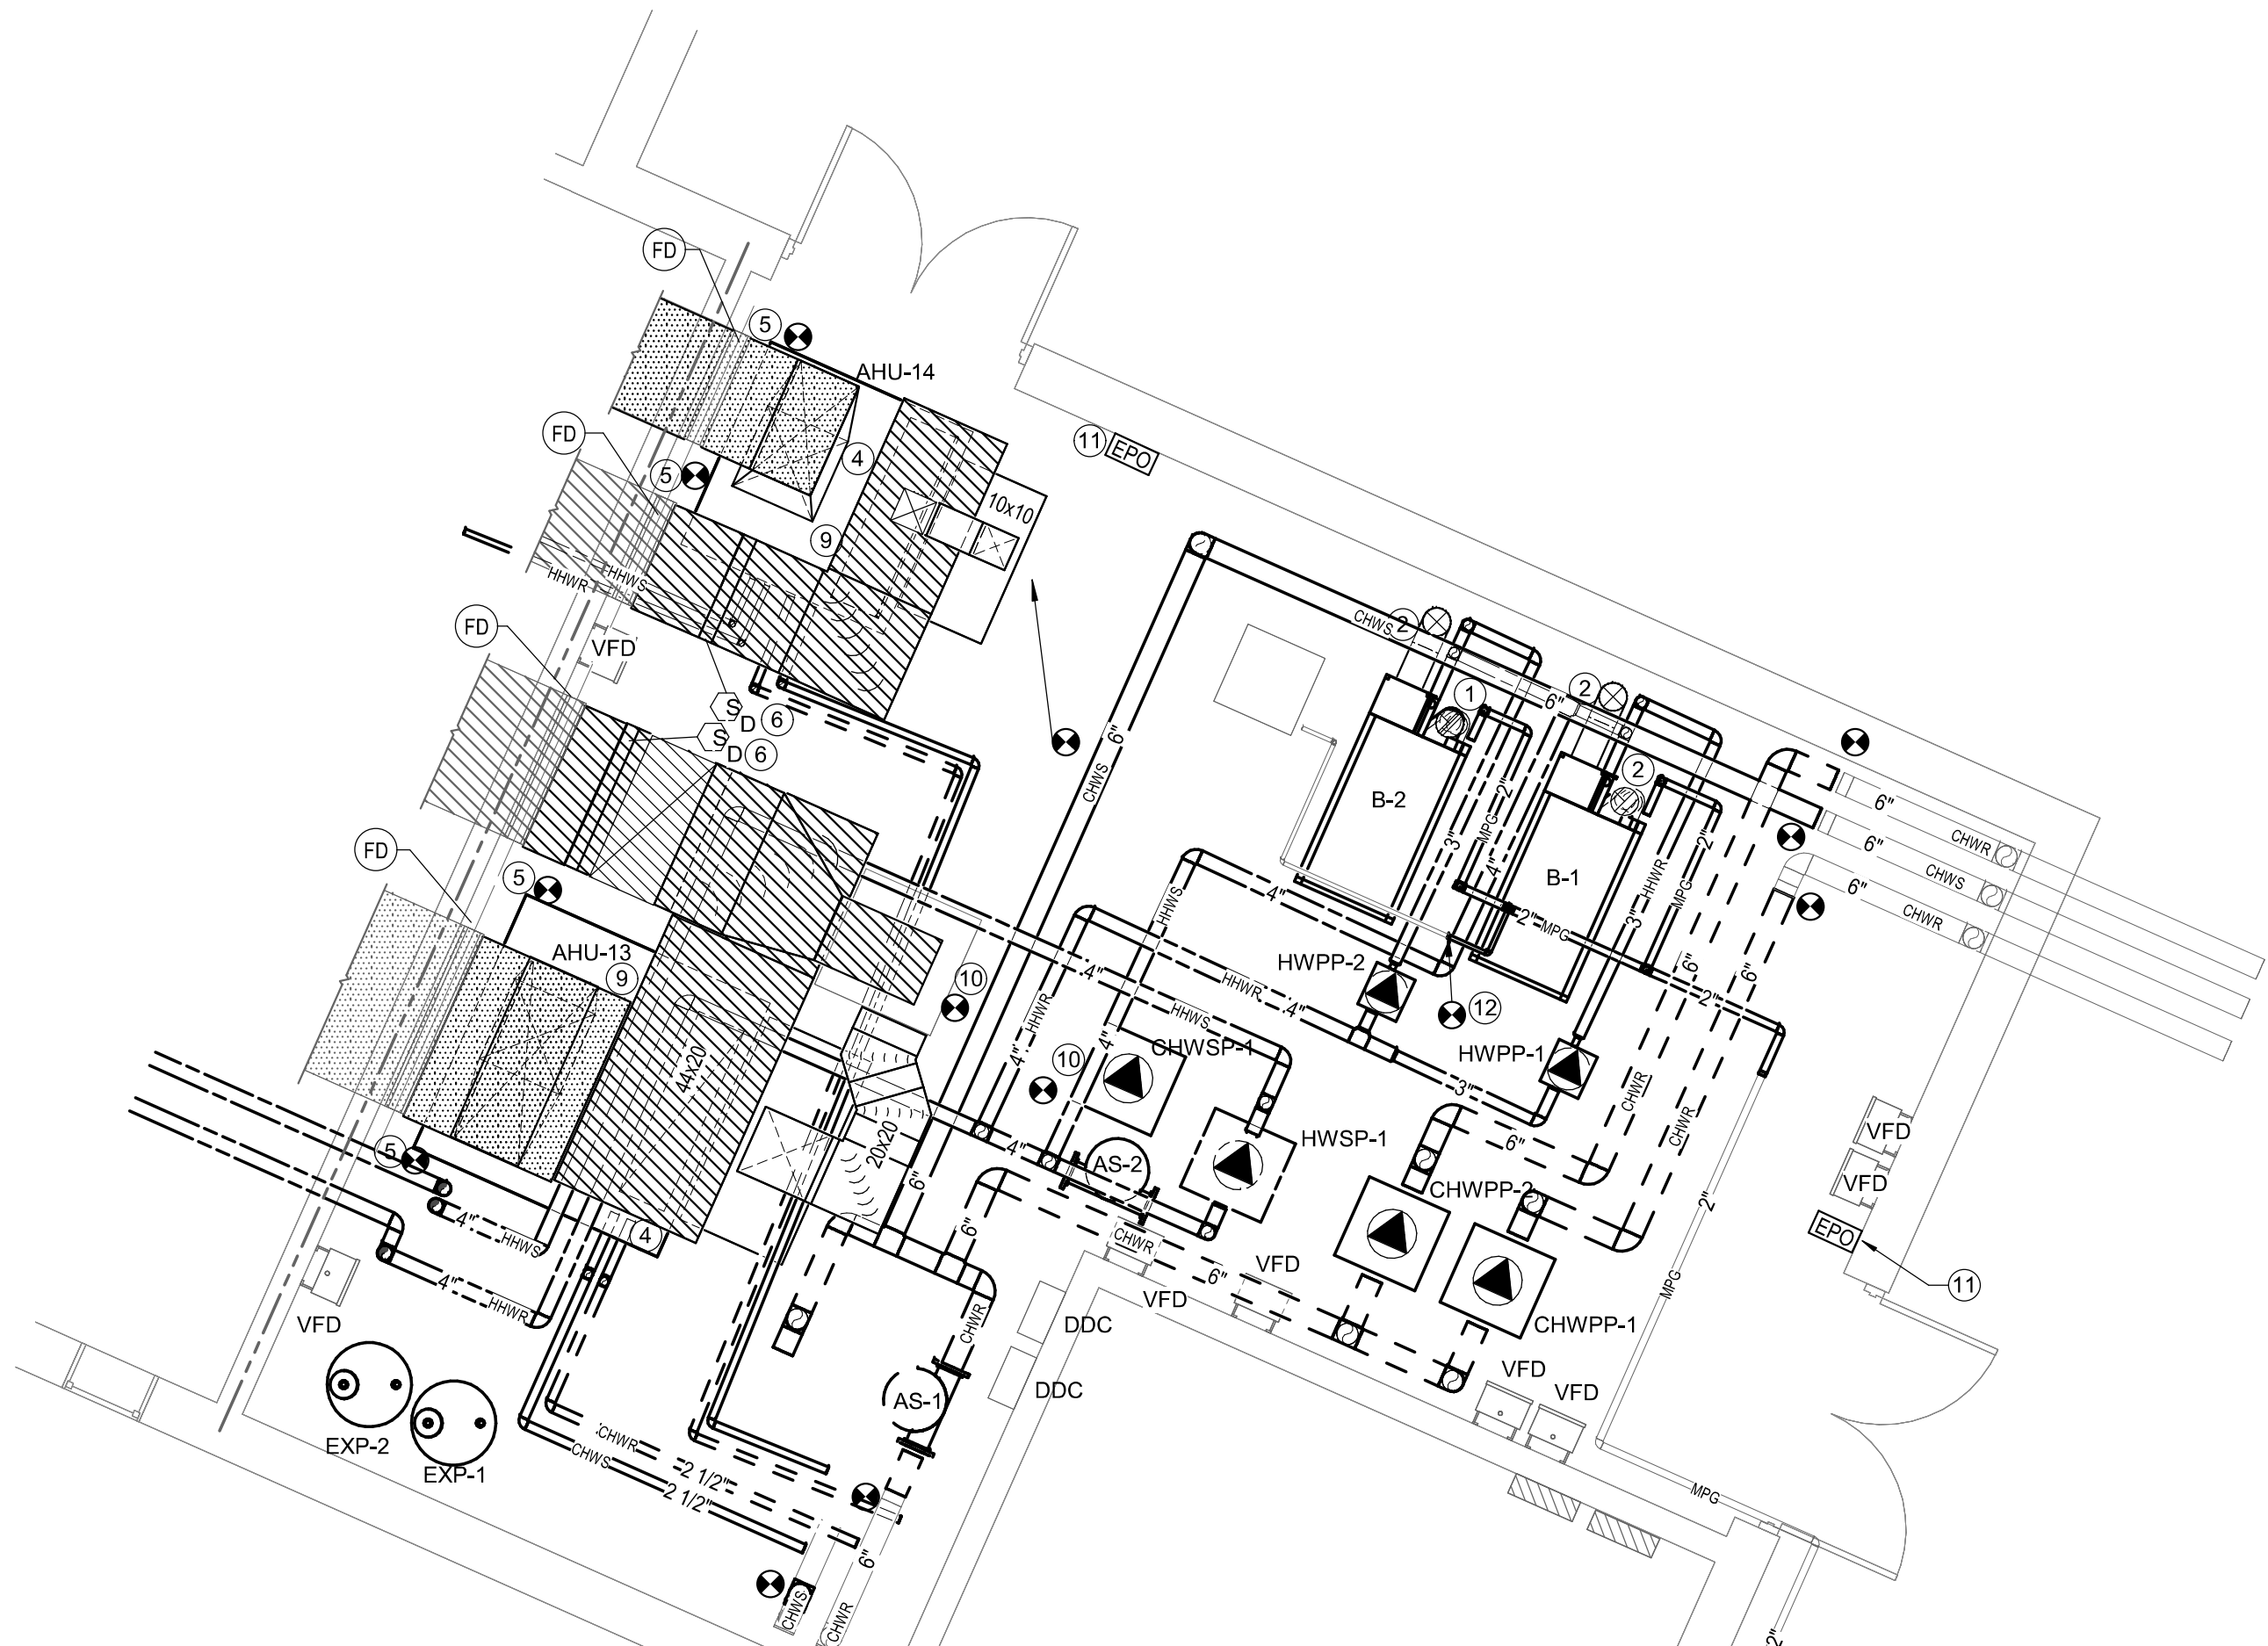 FD
5
AHU-14
FD
11
EPO
4
5
10x10
9
HHWS
HHWR
CHWS
2
FD
VFD
1
2
6"
S
D
6
S
D
6
6"
CHWS
2
B-2
2"
MPG
3"
4"
B-1
2"
HHWR
MPG
3"
6"
CHWR
6"
CHWS
6"
CHWR
FD
5
HHWS
4"
2"
MPG
AHU-13
9
10
4"
HHWR
4"
HWPP-2
6"
6"
2"
12
HHWS
HHWR
4"
4"
10
CHWSP-1
HWPP-1
3"
CHWR
CHWR
44x20
20x20
5
4"
AS-2
HWSP-1
6"
VFD
VFD
EPO
11
6"
CHWPP-2
2"
4"
HHWS
4
6"
CHWR
6"
VFD
VFD
MPG
4"
HHWR
VFD
CHWR
DDC
CHWPP-1
DDC
AS-1
VFD
VFD
EXP-2
EXP-1
CHWR
CHWS
2 1/2"
2 1/2"
MPG
6"
CHWS
CHWR
2"